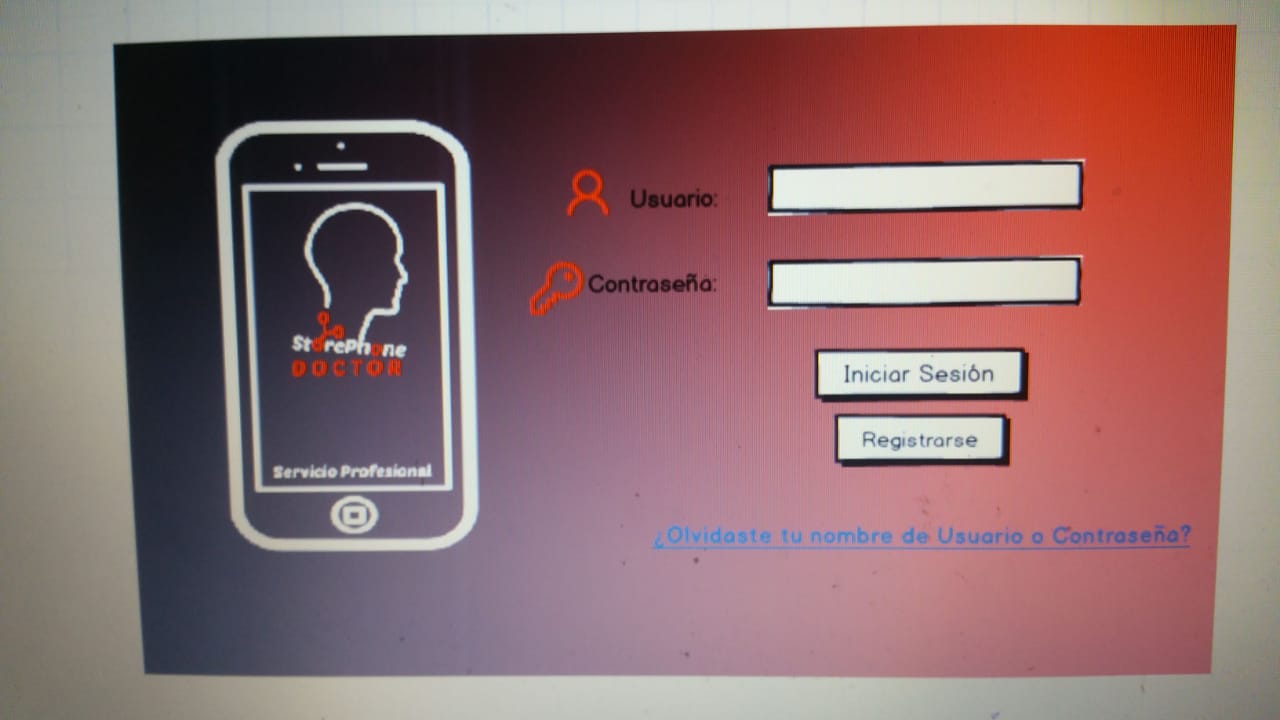 StorePhone
DOCTOR
Servicio Profesional
Usuario:
Contraseña:
Iniciar Sesión
Registrarse
¿Olvidaste tu nombre de Usuario o Contraseña?